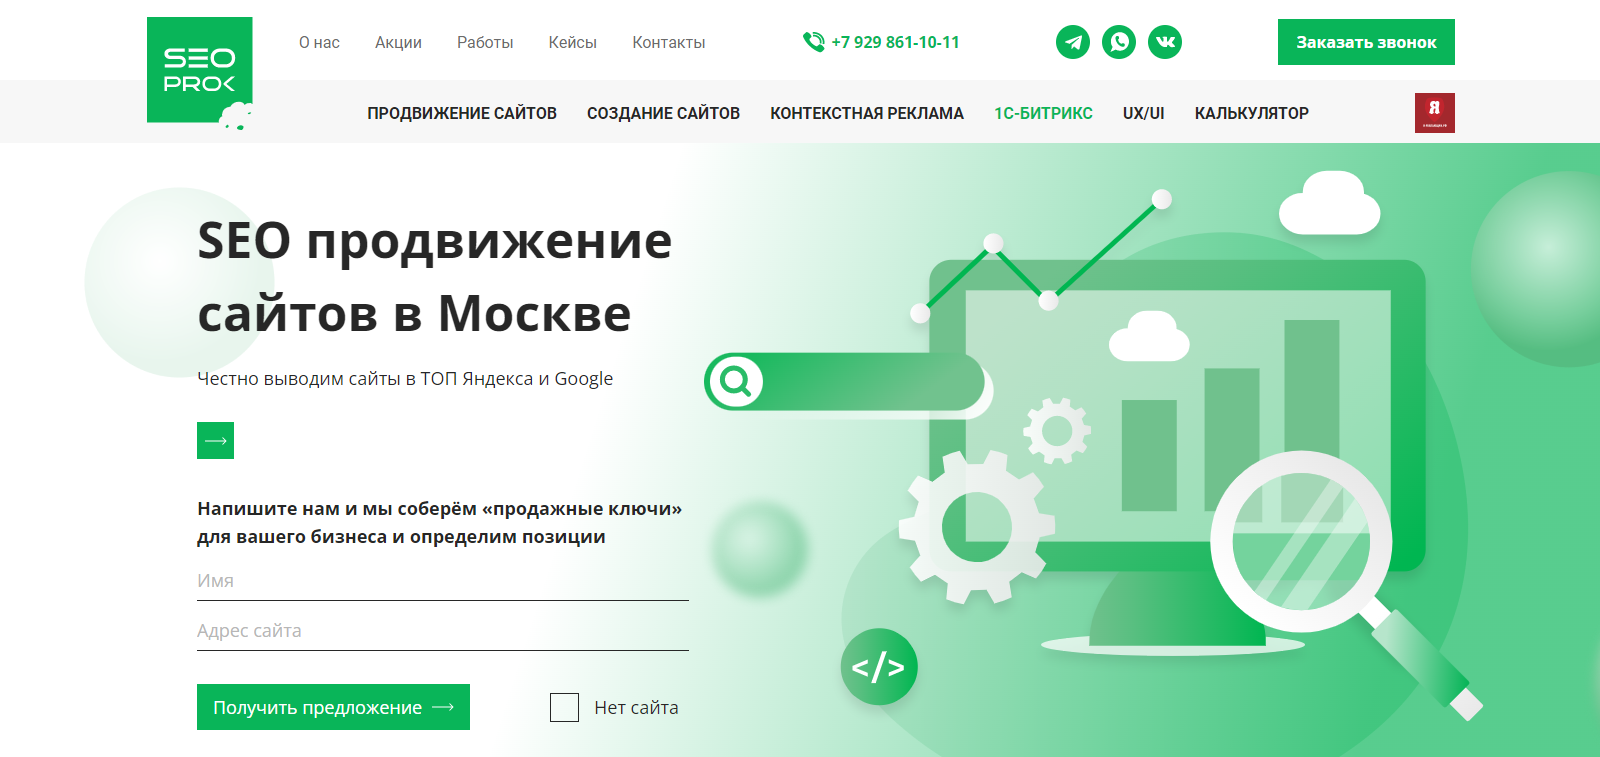 SEO
PROK
О нас Акции Работы Кейсы Контакты
+7 929 861-10-11
Заказать звонок
ПРОДВИЖЕНИЕ САЙТОВ СОЗДАНИЕ САЙТОВ КОНТЕКСТНАЯ РЕКЛАМА 1С-БИТРИКС UX/UI КАЛЬКУЛЯТОР
Я
SEO продвижение
сайтов в Москве
Честно выводим сайты в ТОП Яндекса и Google
Напишите нам и мы соберём «продажные ключи»
для вашего бизнеса и определим позиции
Имя
Адрес сайта
Получить предложение
Нет сайта
</>